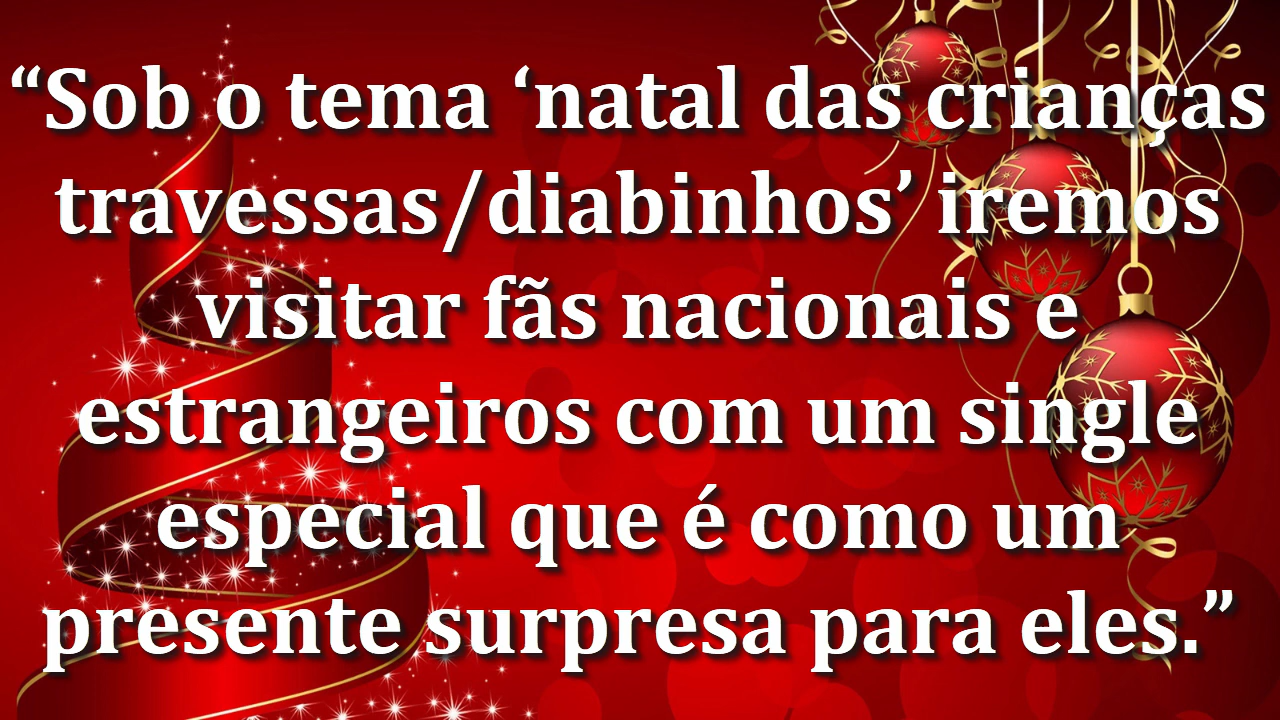 “Sob o tema ‘natal das crianças
travessas/diabinhos’ iremos
visitar fãs nacionais e
estrangeiros com um single
especial que é como um
presente surpresa para eles.”